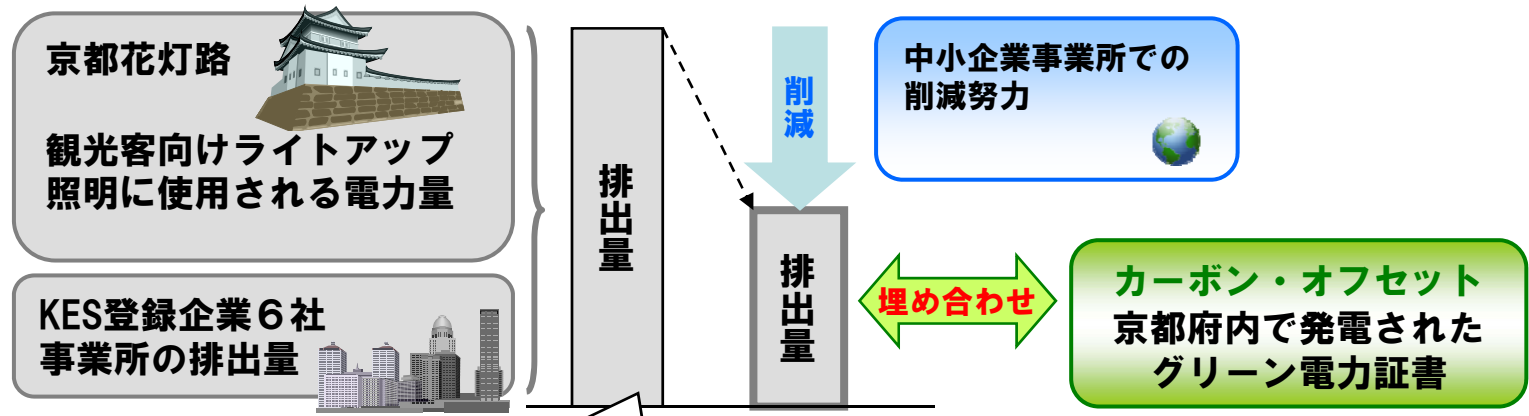 京都花灯路
観光客向けライトアップ
照明に使用される電力量
KES登録企業６社
事業所の排出量
排出量
削減
排出量
中小企業事業所での
削減努力
埋め合わせ
カーボン・オフセット
京都府内で発電された
グリーン電力証書